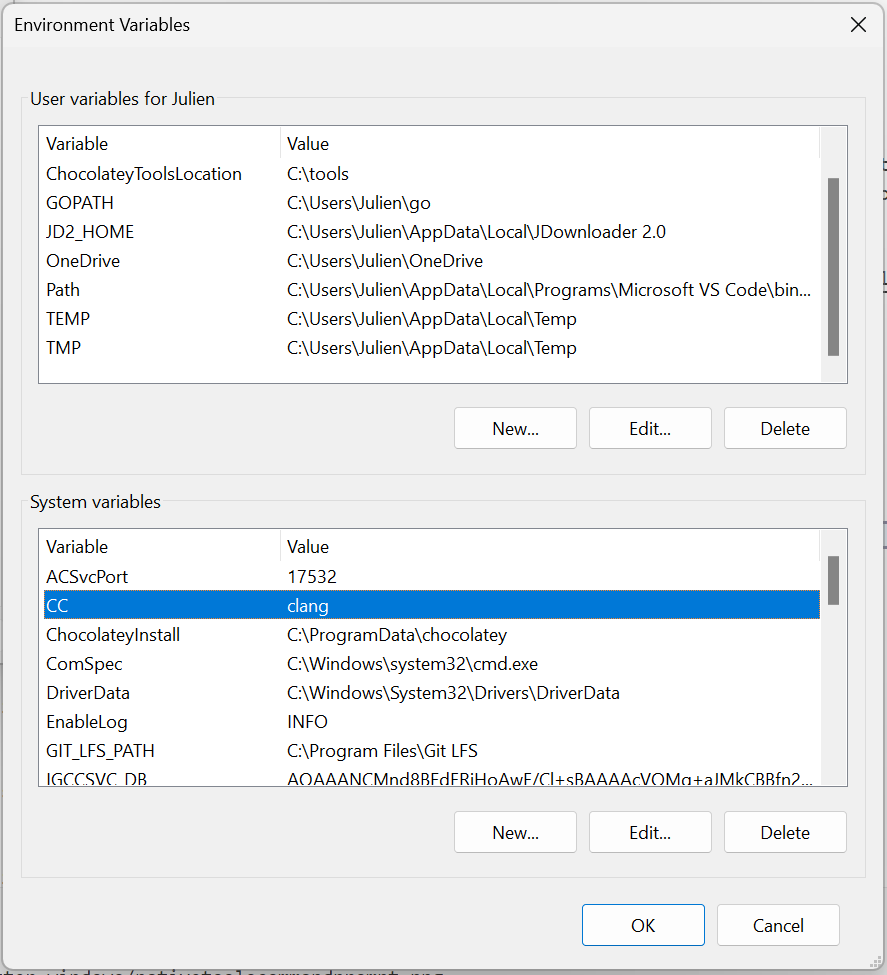 Environment Variables
User variables for Julien
Variable Value
ChocolateyToolsLocation C:\tools
GOPATH C:\Users\Julien\go
JD2_HOME C:\Users\Julien\AppData\Local\JDownloader 2.0
OneDrive C:\Users\Julien\OneDrive
Path C:\Users\Julien\AppData\Local\Programs\Microsoft VS Code\bin...
TEMP C:\Users\Julien\AppData\Local\Temp
TMP C:\Users\Julien\AppData\Local\Temp
New... Edit... Delete
System variables
Variable Value
ACSvcPort 17532
CC clang
ChocolateyInstall C:\ProgramData\chocolatey
ComSpec C:\Windows\system32\cmd.exe
DriverData C:\Windows\System32\Drivers\DriverData
EnableLog INFO
GIT_LFS_PATH C:\Program Files\Git LFS
IGCCSVC_DB
New... Edit... Delete
OK Cancel